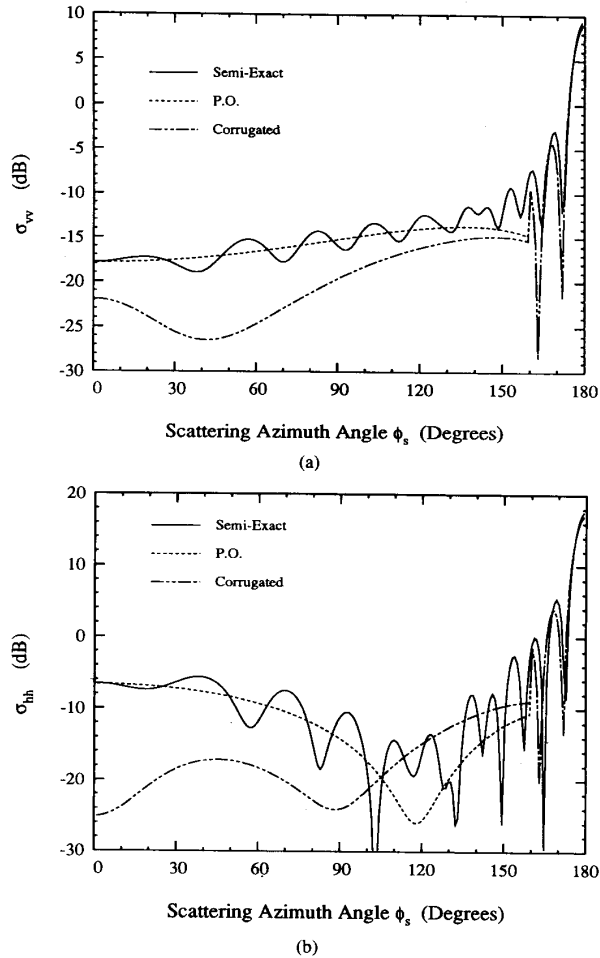 10
5
0
-5
-10
-15
-20
-25
-30
σvv (dB)
Semi-Exact
P.O.
Corrugated
0 30 60 90 120 150 180
Scattering Azimuth Angle ϕs (Degrees)
(a)
20
10
0
-10
-20
-30
σhh (dB)
Semi-Exact
P.O.
Corrugated
0 30 60 90 120 150 180
Scattering Azimuth Angle ϕs (Degrees)
(b)